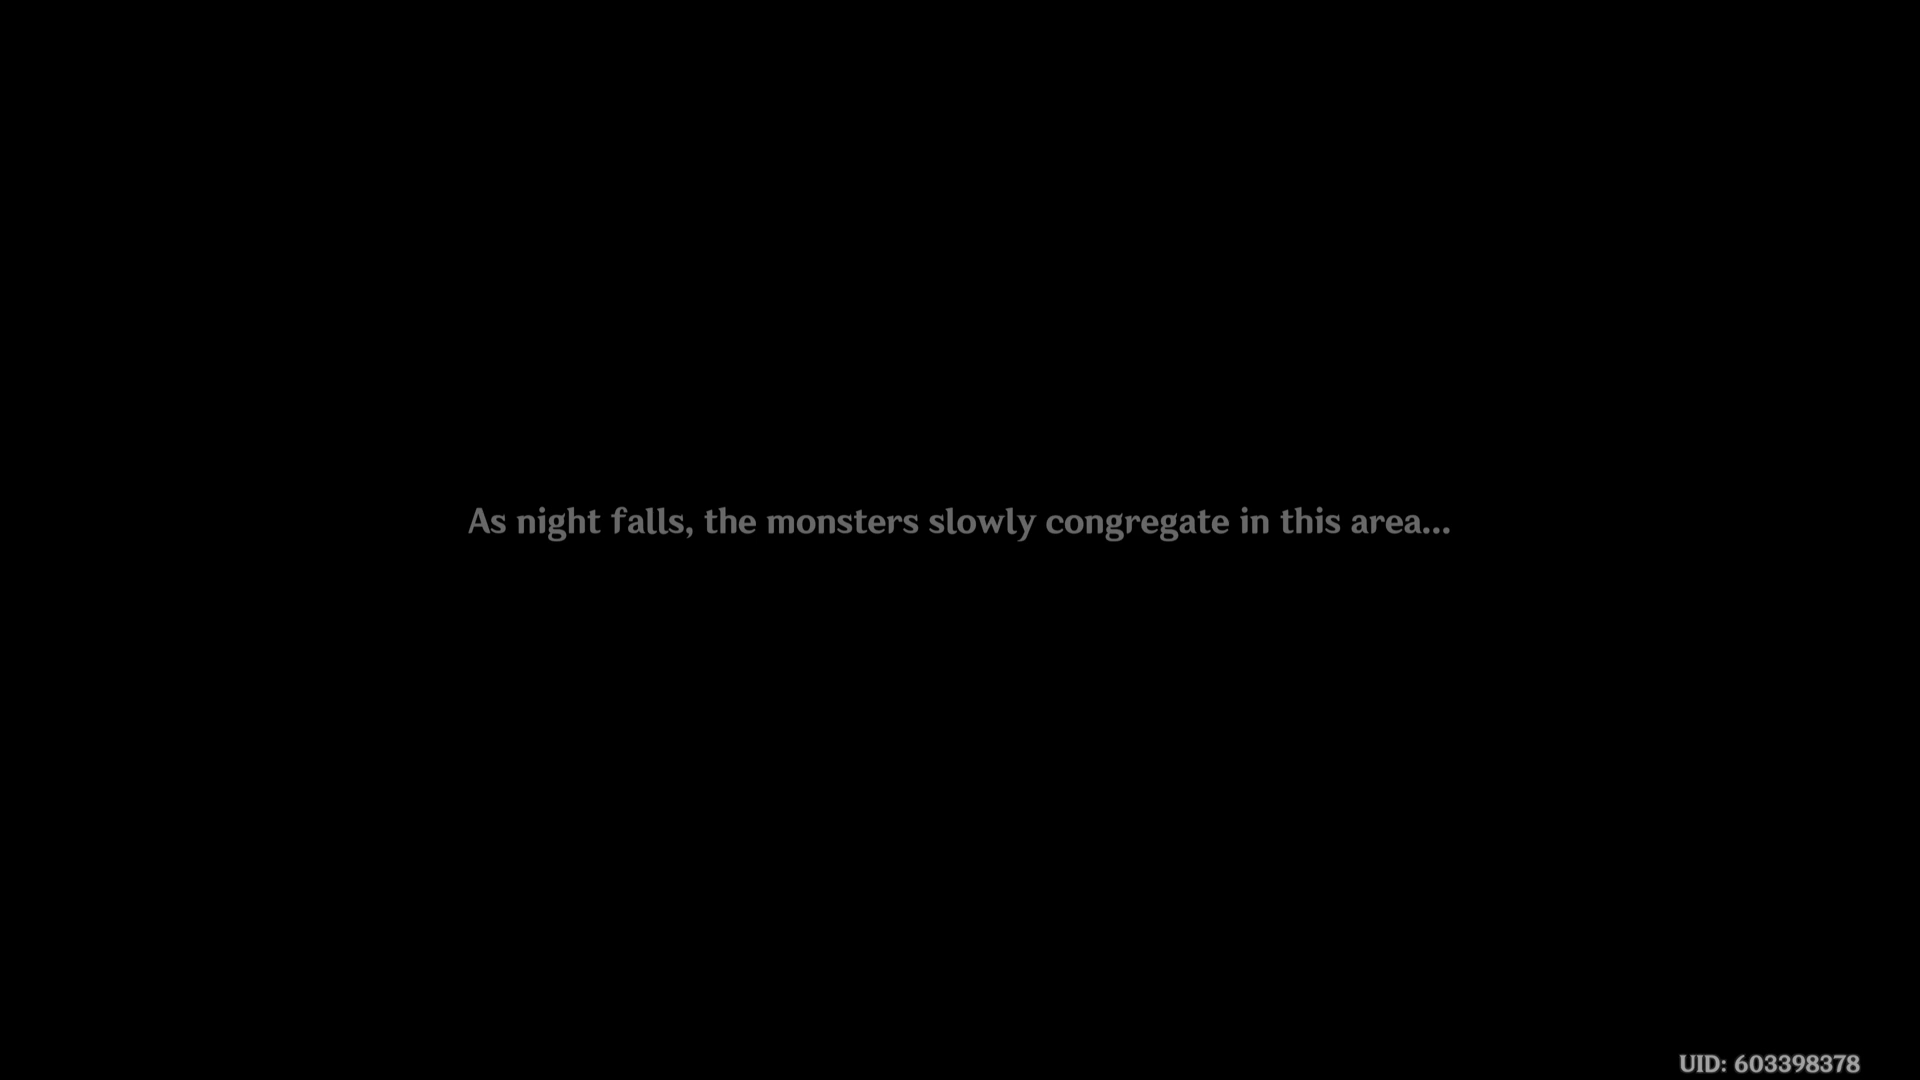 As night falls, the monsters slowly congregate in this area...
UID: 603398378